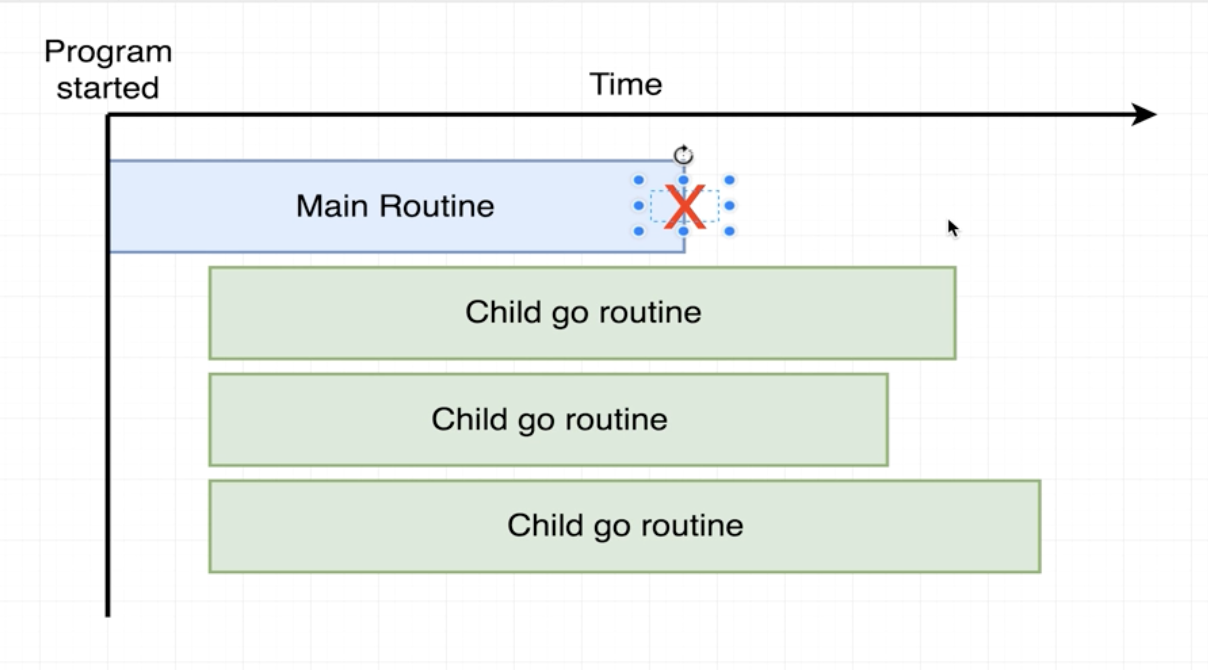 Program
started
Time
Main Routine
X
Child go routine
Child go routine
Child go routine